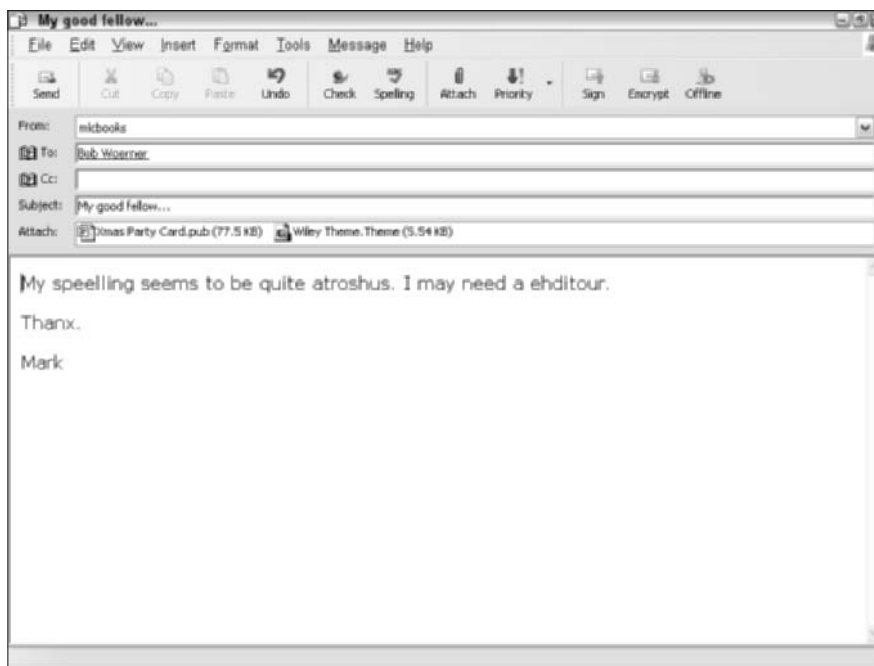 My good fellow...
File Edit View Insert Format Tools Message Help
Send Cut Copy Paste Undo Check Spelling Attach Priority Sign Encrypt Offline
From: micbooks
To: Bob Woerner
Cc:
Subject: My good fellow...
Attach: Xmas Party Card.pub (77.5 KB) Wiley Theme.Theme (5.54 KB)
My speelling seems to be quite atroshus. I may need a ehditour.
Thanx.
Mark